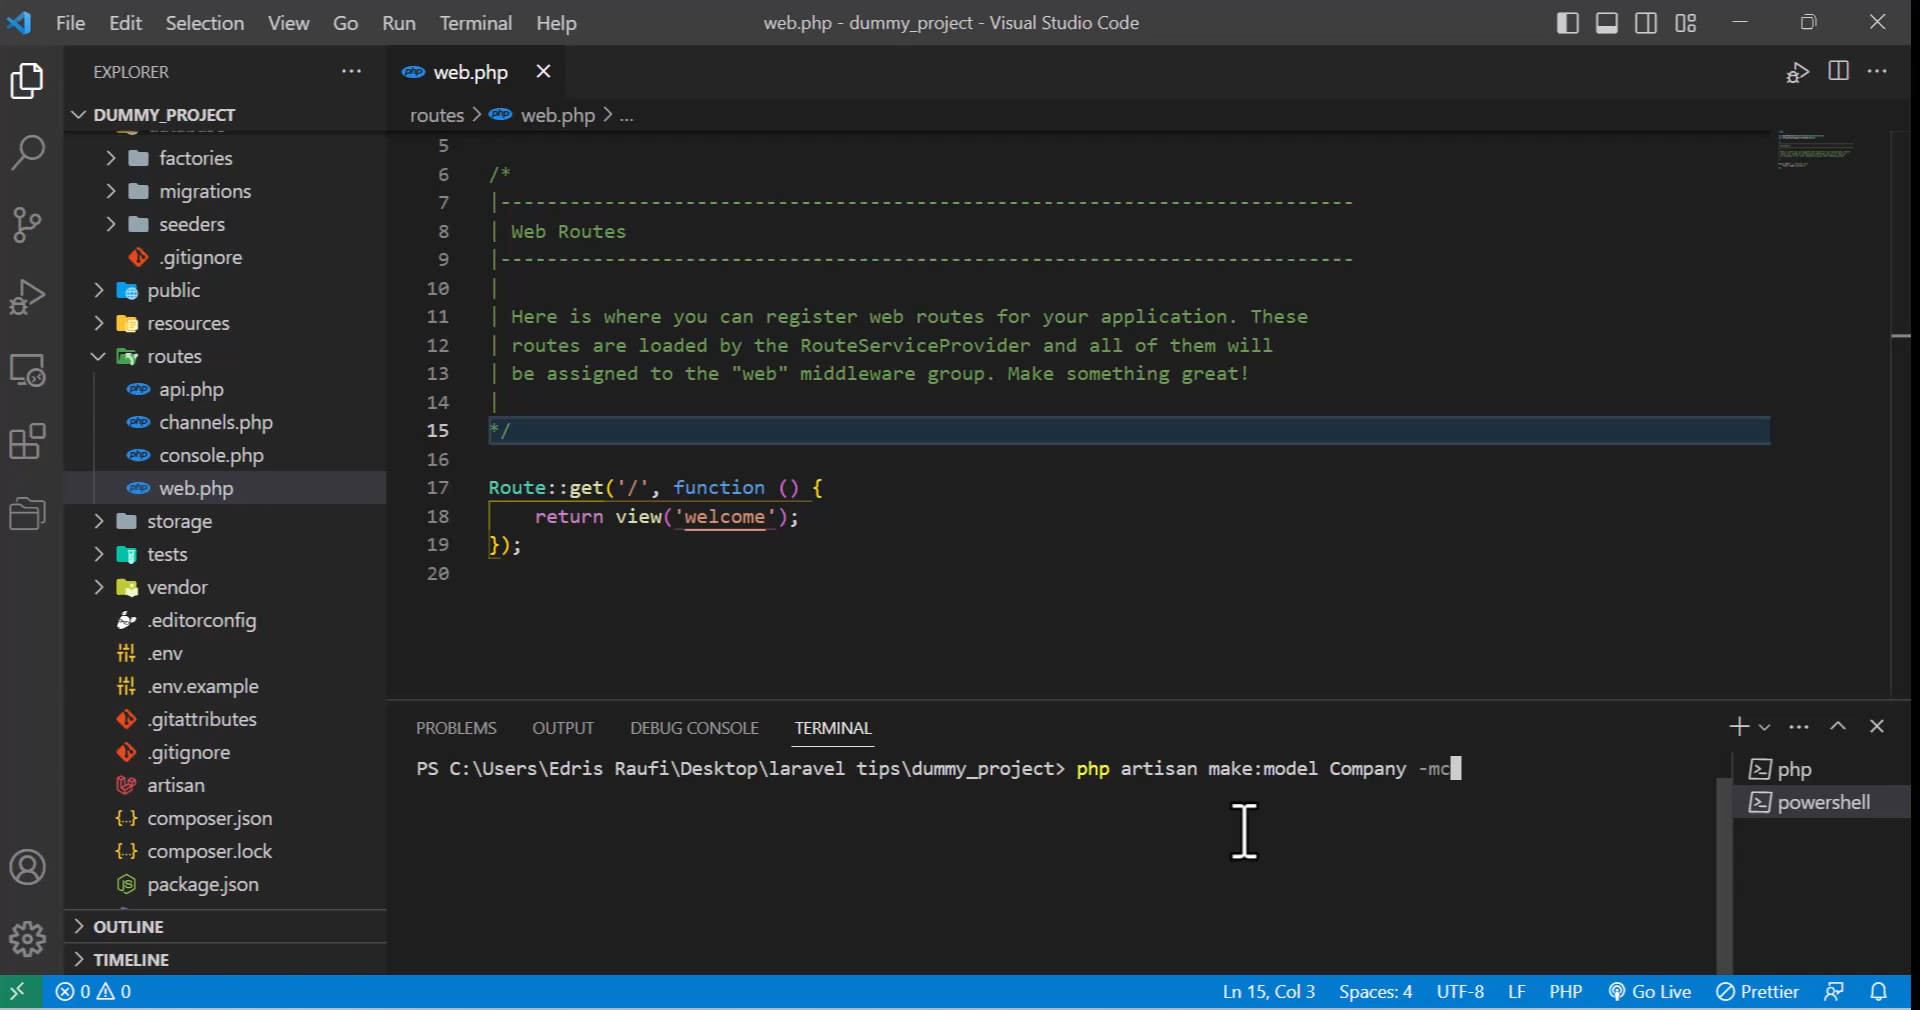 File Edit Selection View Go Run Terminal Help
web.php - dummy_project - Visual Studio Code
EXPLORER
DUMMY_PROJECT
factories
migrations
seeders
.gitignore
public
resources
routes
api.php
channels.php
console.php
web.php
storage
tests
vendor
.editorconfig
.env
.env.example
.gitattributes
.gitignore
artisan
composer.json
composer.lock
package.json
OUTLINE
TIMELINE
web.php
routes > web.php > ...
5
6 /*
7 |--------------------------------------------------------------------------
8 | Web Routes
9 |--------------------------------------------------------------------------
10 |
11 | Here is where you can register web routes for your application. These
12 | routes are loaded by the RouteServiceProvider and all of them will
13 | be assigned to the "web" middleware group. Make something great!
14 |
15 */
16
17 Route::get('/', function () {
18     return view('welcome');
19 });
20
PROBLEMS OUTPUT DEBUG CONSOLE TERMINAL
PS C:\Users\Edris Raufi\Desktop\laravel tips\dummy_project> php artisan make:model Company -mc
php
powershell
0 0
Ln 15, Col 3 Spaces: 4 UTF-8 LF PHP Go Live Prettier